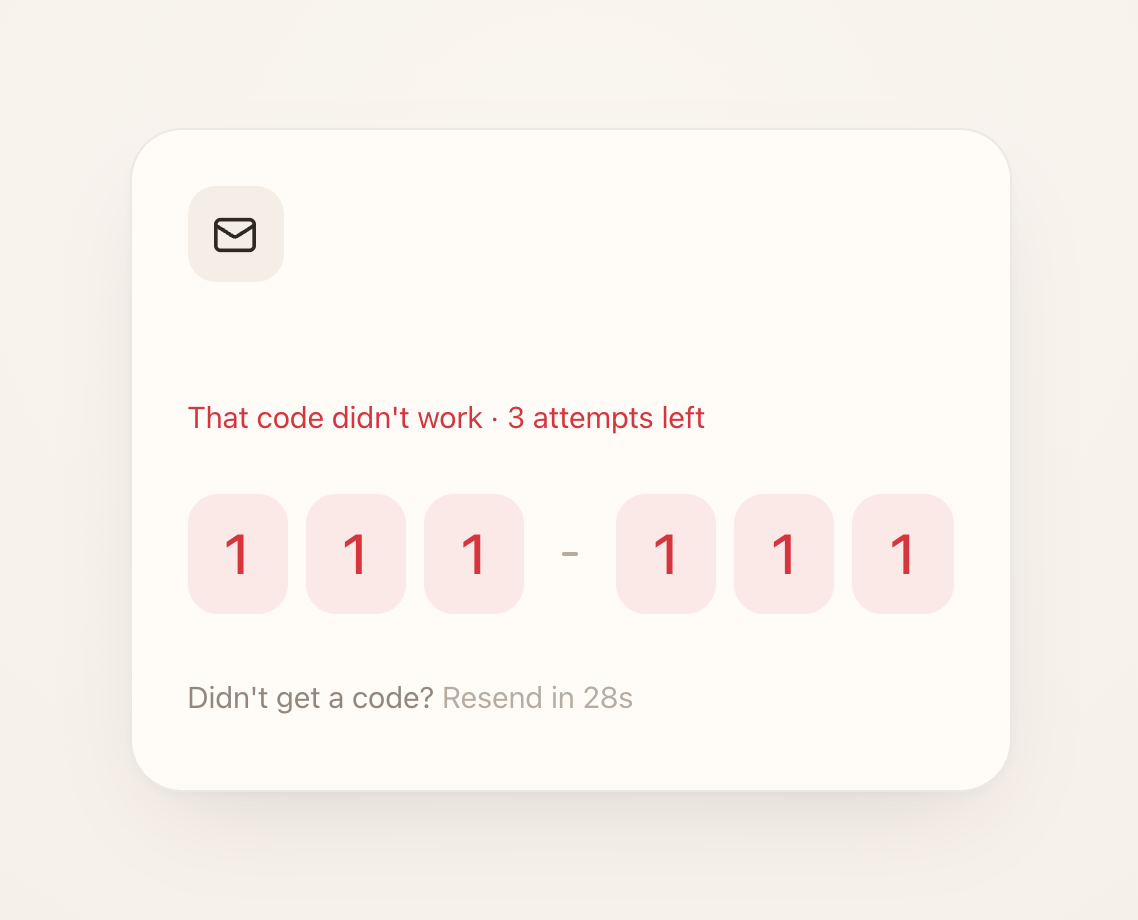 That code didn't work · 3 attempts left
1 1 1 - 1 1 1
Didn't get a code? Resend in 28s